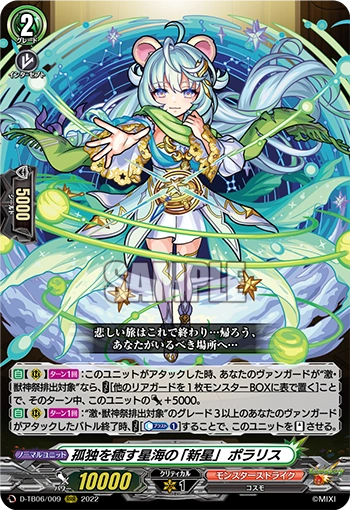 2
グレード
インターセプト
5000
シールド
SAMPLE
悲しい旅はこれで終わり…帰ろう、
あなたがいるべき場所へ…
自【R】【ターン1回】:このユニットがアタックした時、あなたのヴァンガードが“激・
獣神祭排出対象”なら、【他のリアガードを1枚モンスターBOXに表で置く】こと
で、そのターン中、このユニットの+5000。
自【R】【ターン1回】:“激・獣神祭排出対象”のグレード3以上のあなたのヴァンガード
がアタックしたバトル終了時、【ブラスト1】することで、このユニットを
ノーマルユニット
孤独を癒す星海の「新星」 ポラリス
パワー
10000
クリティカル
1
モンスターストライク
コスモ
D-TB06/009 RRR 2022
©MIXI